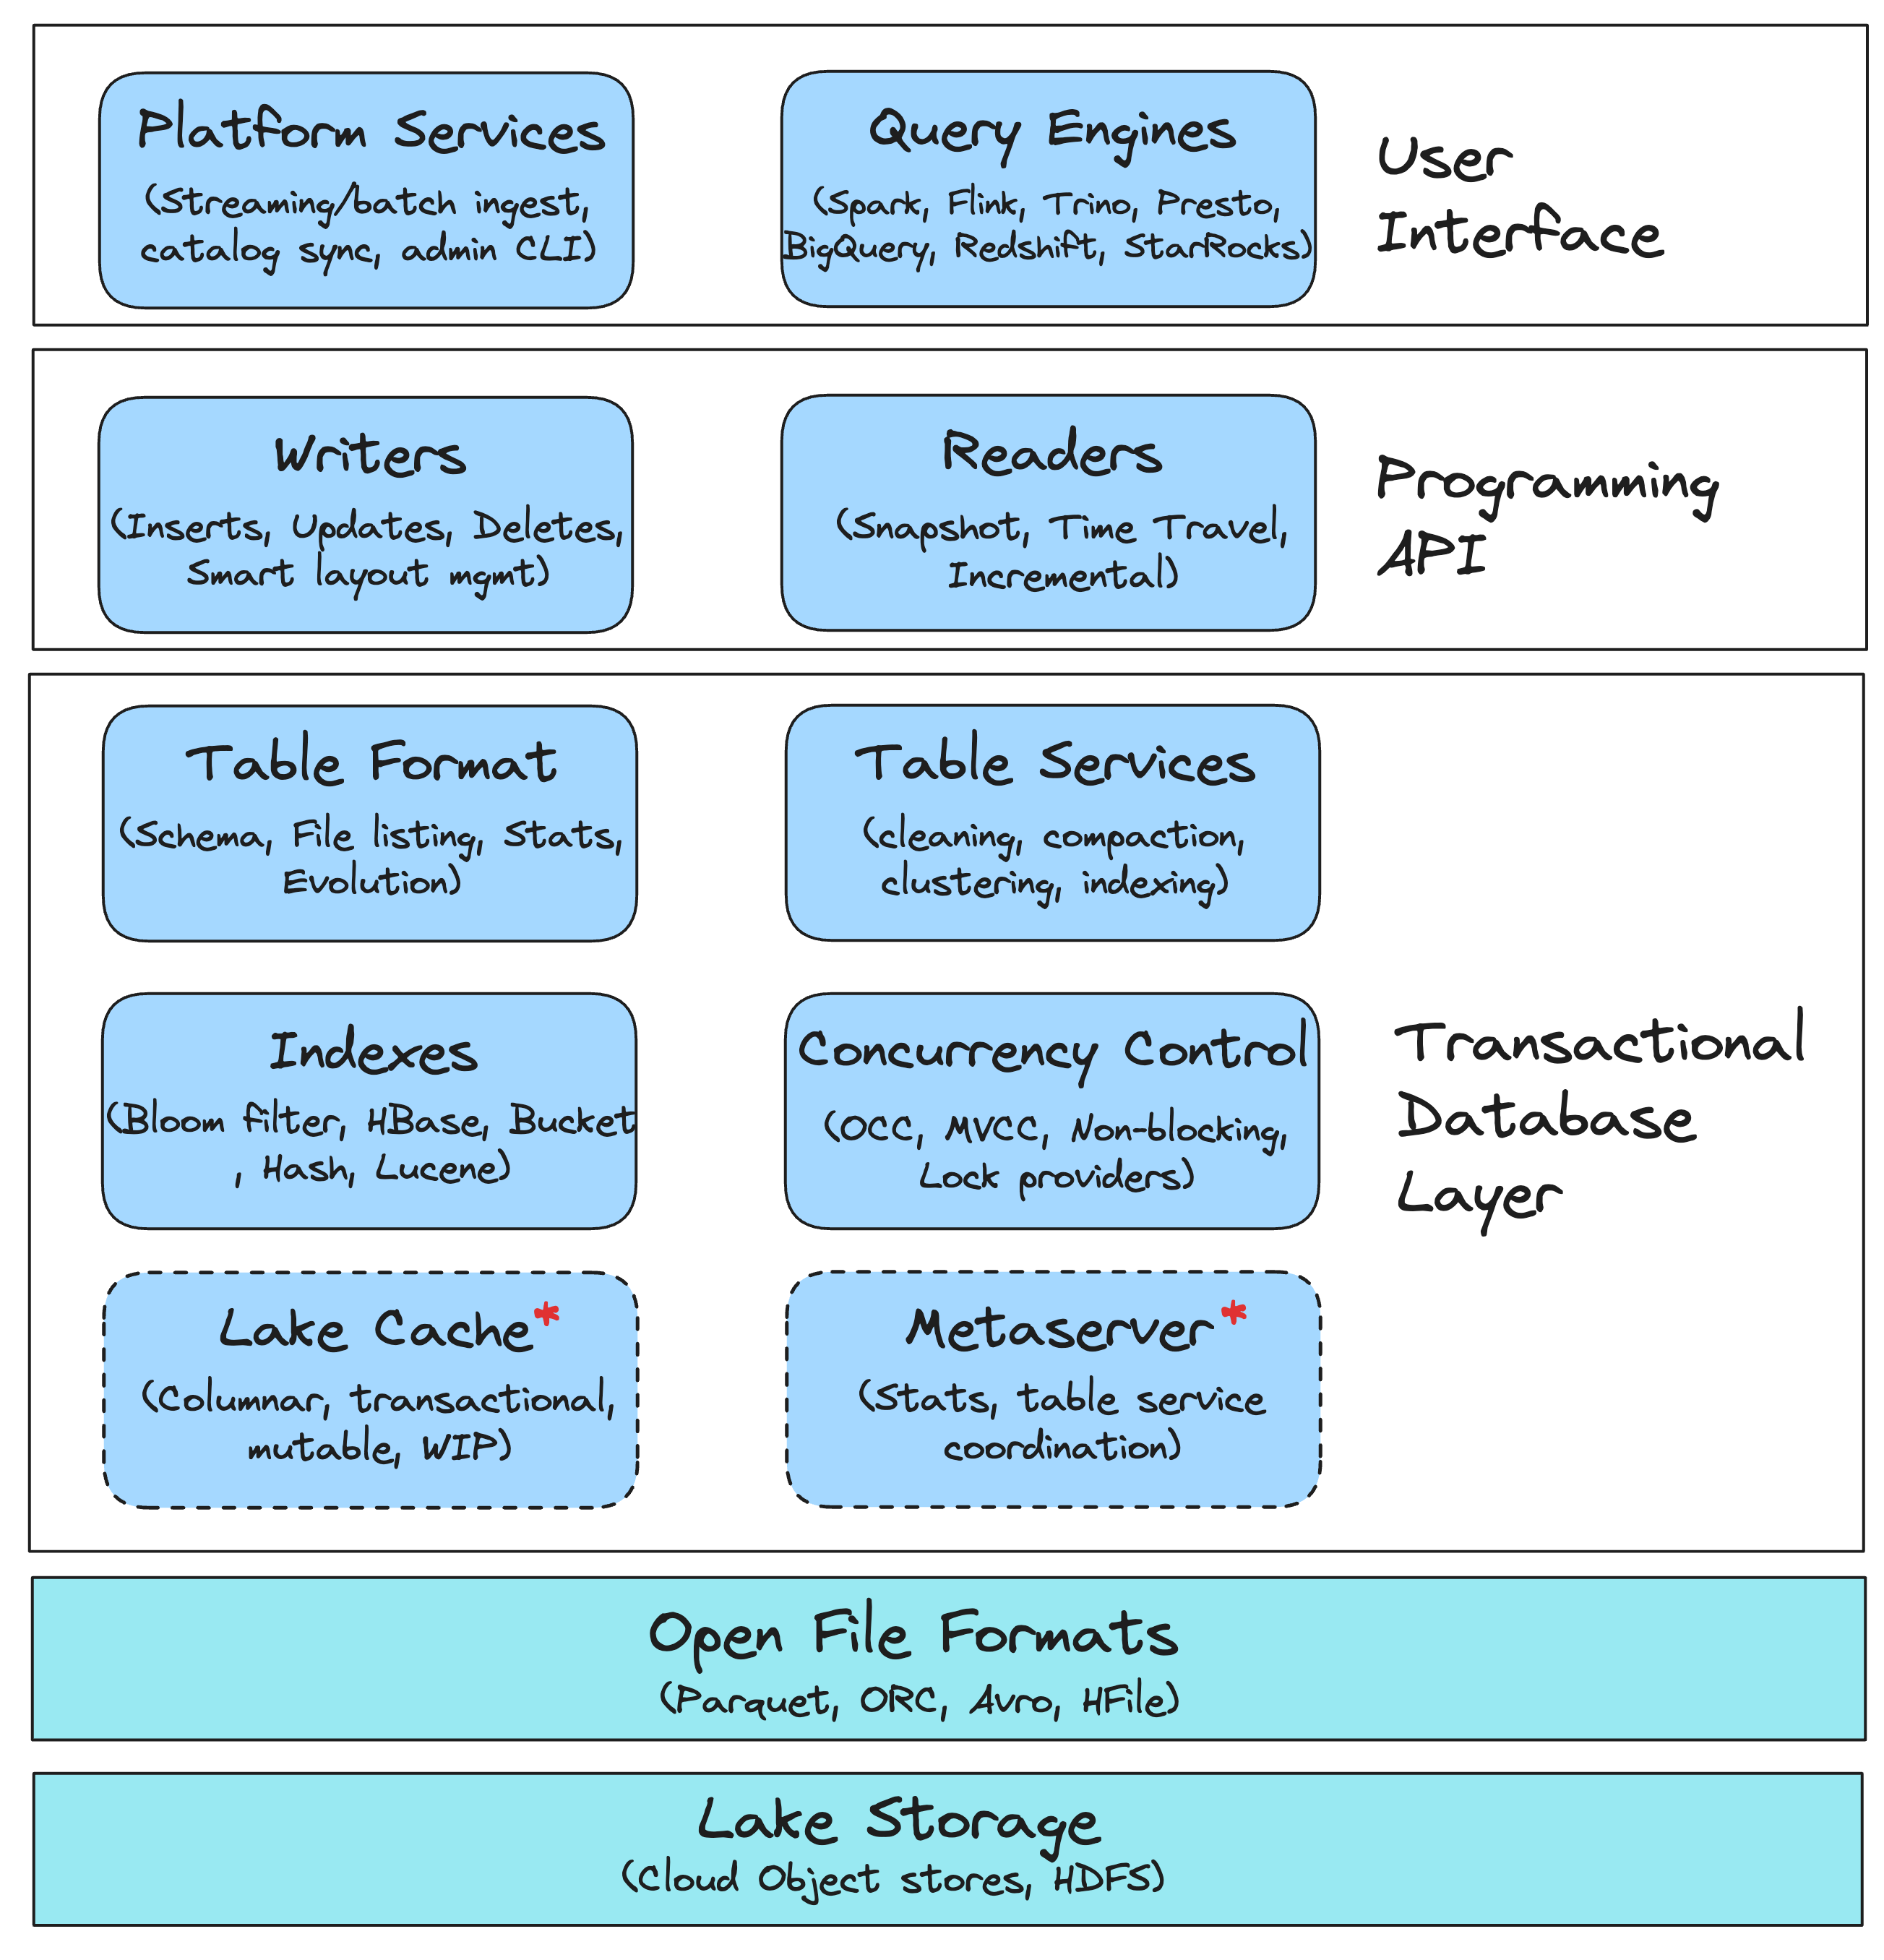 Platform Services
(Streaming/batch ingest,
catalog sync, admin CLI)
Query Engines
(Spark, Flink, Trino, Presto,
BigQuery, Redshift, StarRocks)
User
Interface
Writers
(Inserts, Updates, Deletes,
Smart layout mgmt)
Readers
(Snapshot, Time Travel,
Incremental)
Programming
API
Table Format
(Schema, File listing, Stats,
Evolution)
Table Services
(cleaning, compaction,
clustering, indexing)
Indexes
(Bloom filter, HBase, Bucket
, Hash, Lucene)
Concurrency Control
(OCC, MVCC, Non-blocking,
Lock providers)
Lake Cache*
(Columnar, transactional,
mutable, WIP)
Metaserver*
(Stats, table service
coordination)
Transactional
Database
Layer
Open File Formats
(Parquet, ORC, Avro, HFile)
Lake Storage
(Cloud Object stores, HDFS)